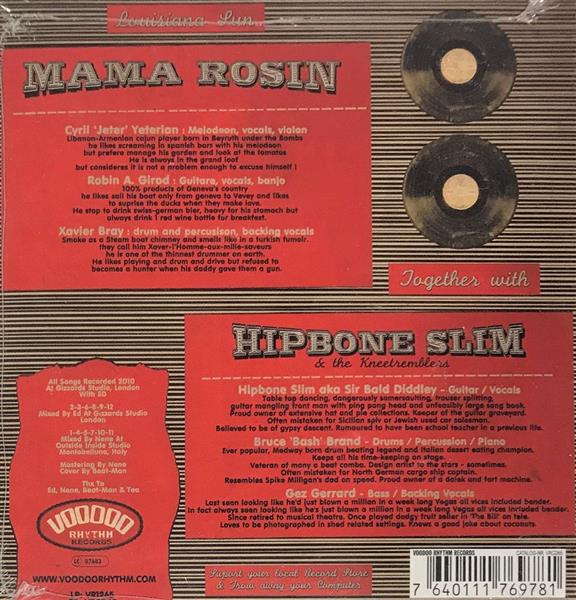 Louisiana Sun..
MAMA ROSIN
Cyril 'Jeter' Yeterian : Melodeon, vocals, violon
Libanon-Armenian cajun player born in Beyruth under the Bombs
he likes screaming in spanish bars with his melodeon
but prefere manage his garden and look at the tomatos
He is always in the grand loof
but consideres it is not a problem enough to excuse himself !
Robin A. Girod : Guitare, vocals, banjo
100% products of Geneva's country
he likes sail his boat only from geneva to Vevey and likes
to suprise the ducks when they make love.
He stop to drink swiss-german bier, heavy for his stomach but
always drink 1 red wine bottle for breakfest.
Xavier Bray : drum and percusison, backing vocals
Smoke as a Steam boat chimney and smells like in a turkish fumoir.
they call him Xaver-l'Homme-aux-mille-saveurs
he is one of the thinnest drummer on earth.
He likes playing and drum and drive but refused to
becomes a hunter when his daddy gave them a gun.
Together with
HIPBONE SLIM
& the Kneetremblers
Hipbone Slim aka Sir Bald Diddley - Guitar / Vocals
Table top dancing, dangerously somersaulting, trouser splitting,
guitar mangling front man with ping pong head and unfeasibly large song book.
Proud owner of extensive hat and pie collections. Keeper of the guitar graveyard.
Often mistaken for Sicilian spiv or Jewish used car salesman.
Believed to be of gypsy descent. Rumoured to have been school teacher in a previous life.
Bruce 'Bash' Brand - Drums / Percussion / Piano
Ever popular, Medway born drum beating legend and Italian desert eating champion.
Keeps all his time-keeping on stage.
Veteran of many a beat combo. Design artist to the stars - sometimes.
Often mistaken for North German cargo ship captain.
Resembles Spike Milligan's dad on speed. Proud owner of a dalek and fort machine.
Gez Gerrard - Bass / Backing Vocals
Last seen looking like he's just blown a million in a week long Vegas all vices included bender.
In fact always seen looking like he's just blown a million in a week long Vegas all vices included bender.
Since retired to musical theatre. Once played dodgy fruit seller in 'The Bill' on tele.
Loves to be photographed in shed related settings. Knows a good joke about coconuts.
All Songs Recorded 2010
At Gizzards Studio, London
With ED
2-3-6-8-9-12
Mixed By Ed At Gizzards Studio
London
1-4-5-7-10-11
Mixed By Nene At
Outside Inside Studio
Montebelluna, Italy
Mastering By Nene
Cover By Beat-Man
Thx To
Ed, Nene, Beat-Man & Tea
VOODOO
RHYTHM
RECORDS
LC 07683
WWW.VOODOORHYTHM.COM
LP: VR1265
Suport your local Record Store
& Trow away your Computer
VOODOO RHYTHM RECORDS
CATALOG-NR. VRCD65
7 640111 769781